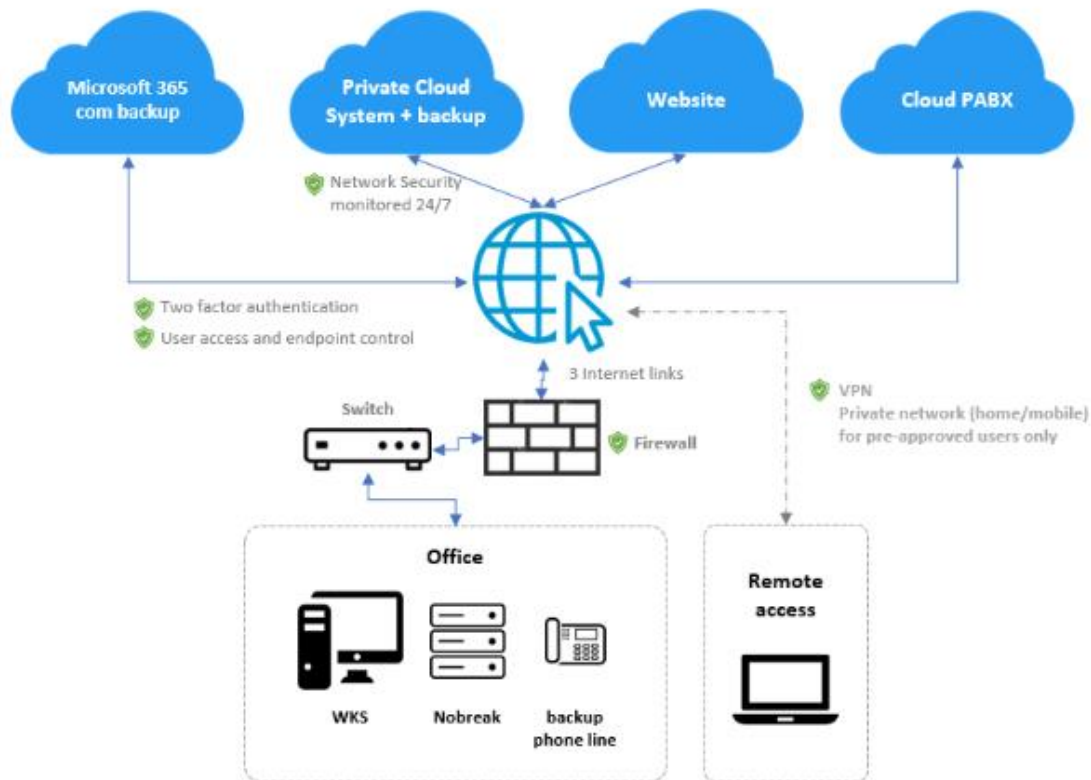 Microsoft 365
com backup
Private Cloud
System + backup
Website
Cloud PABX
Network Security
monitored 24/7
Two factor authentication
User access and endpoint control
3 Internet links
Switch
Firewall
VPN
Private network (home/mobile)
for pre-approved users only
Office
WKS
Nobreak
backup
phone line
Remote
access